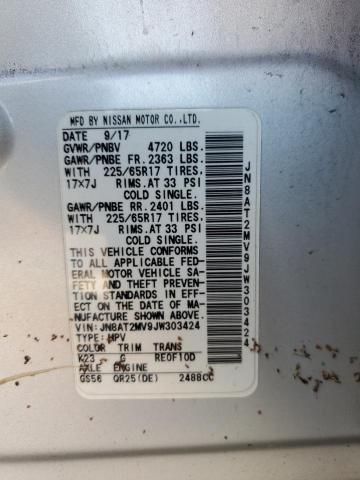 MFD BY NISSAN MOTOR CO.,LTD.
DATE 9/17
GVWR/PNBV 4720 LBS.
GAWR/PNBE FR. 2363 LBS.
WITH 225/65R17 TIRES,
17×7J RIMS. AT 33 PSI
COLD SINGLE.
GAWR/PNBE RR. 2401 LBS.
WITH 225/65R17 TIRES,
17×7J RIMS. AT 33 PSI
COLD SINGLE.
THIS VEHICLE CONFORMS
TO ALL APPLICABLE FED-
ERAL MOTOR VEHICLE SA-
FETY AND THEFT PREVEN-
TION STANDARDS IN EFF-
ECT ON THE DATE OF MA-
NUFACTURE SHOWN ABOVE.
VIN: JN8AT2MV9JW303424
TYPE: MPV
COLOR TRIM TRANS
K23 G RE0F10D
AXLE ENGINE
GS56 QR25(DE) 2488CC
JN8AT2MV9JW303424